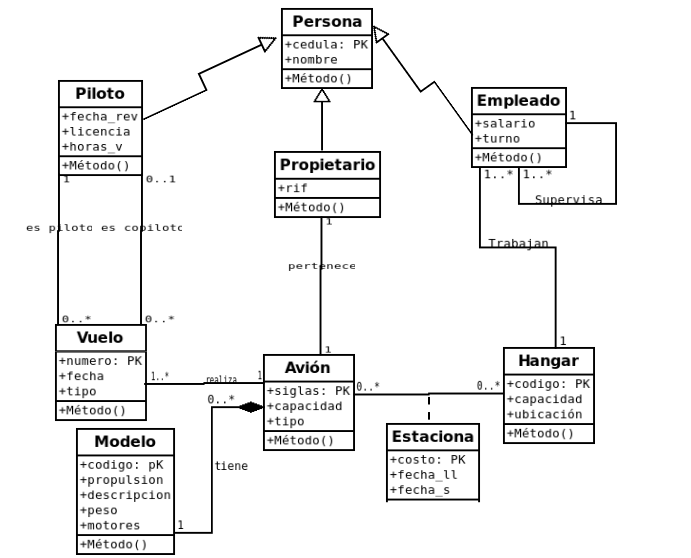 Persona
+cedula: PK
+nombre
+Método()
Piloto
+fecha_rev
+licencia
+horas_v
+Método()
Empleado
+salario
+turno
+Método()
1
1..*
1..*
Supervisa
Propietario
+rif
+Método()
1
0..1
1
es piloto
es copiloto
pertenece
Trabajan
0..*
0..*
1
1
Vuelo
+numero: PK
+fecha
+tipo
+Método()
1..*
realiza
1
Avión
+siglas: PK
+capacidad
+tipo
+Método()
0..*
0..*
Hangar
+codigo: PK
+capacidad
+ubicación
+Método()
0..*
Modelo
+codigo: pK
+propulsion
+descripcion
+peso
+motores
+Método()
tiene
1
Estaciona
+costo: PK
+fecha_ll
+fecha_s